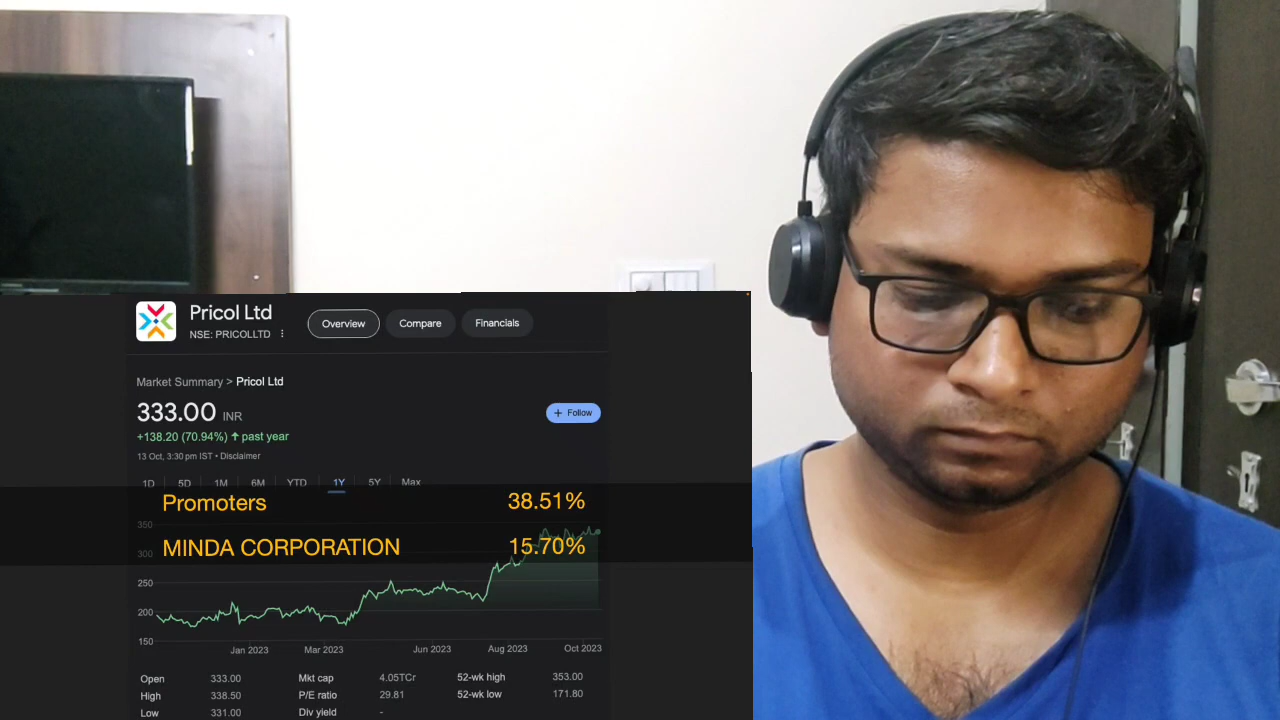 Pricol Ltd
NSE: PRICOLLTD
Overview
Compare
Financials
Market Summary > Pricol Ltd
333.00 INR
+ Follow
+138.20 (70.94%) ↑ past year
13 Oct, 3:30 pm IST • Disclaimer
1D 5D 1M 6M YTD 1Y 5Y Max
Promoters 38.51%
MINDA CORPORATION 15.70%
350
300
250
200
150
Jan 2023 Mar 2023 Jun 2023 Aug 2023 Oct 2023
Open 333.00 Mkt cap 4.05TCr 52-wk high 353.00
High 338.50 P/E ratio 29.81 52-wk low 171.80
Low 331.00 Div yield -